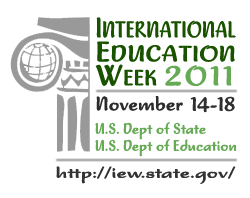 INTERNATIONAL
EDUCATION
WEEK 2011
November 14-18
U.S. Dept of State
U.S. Dept of Education
http://iew.state.gov/